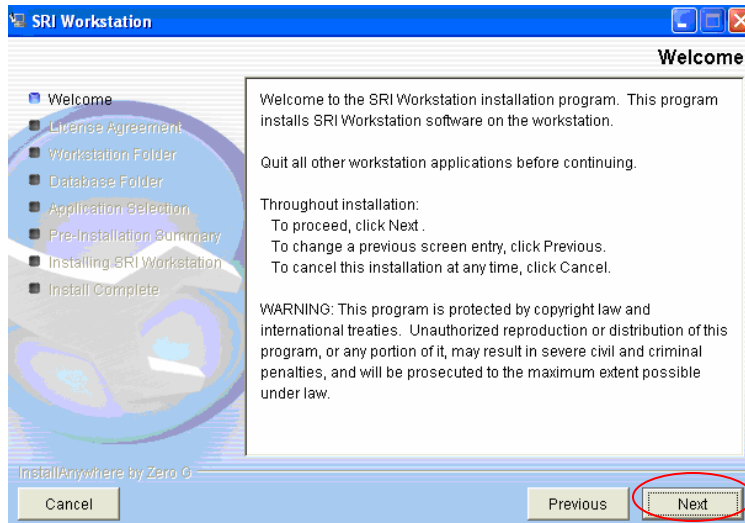 SRI Workstation
Welcome
Welcome
License Agreement
Workstation Folder
Database Folder
Application Selection
Pre-Installation Summary
Installing SRI Workstation
Install Complete
Welcome to the SRI Workstation installation program. This program
installs SRI Workstation software on the workstation.
Quit all other workstation applications before continuing.
Throughout installation:
To proceed, click Next .
To change a previous screen entry, click Previous.
To cancel this installation at any time, click Cancel.
WARNING: This program is protected by copyright law and
international treaties. Unauthorized reproduction or distribution of this
program, or any portion of it, may result in severe civil and criminal
penalties, and will be prosecuted to the maximum extent possible
under law.
InstallAnywhere by Zero G
Cancel
Previous
Next